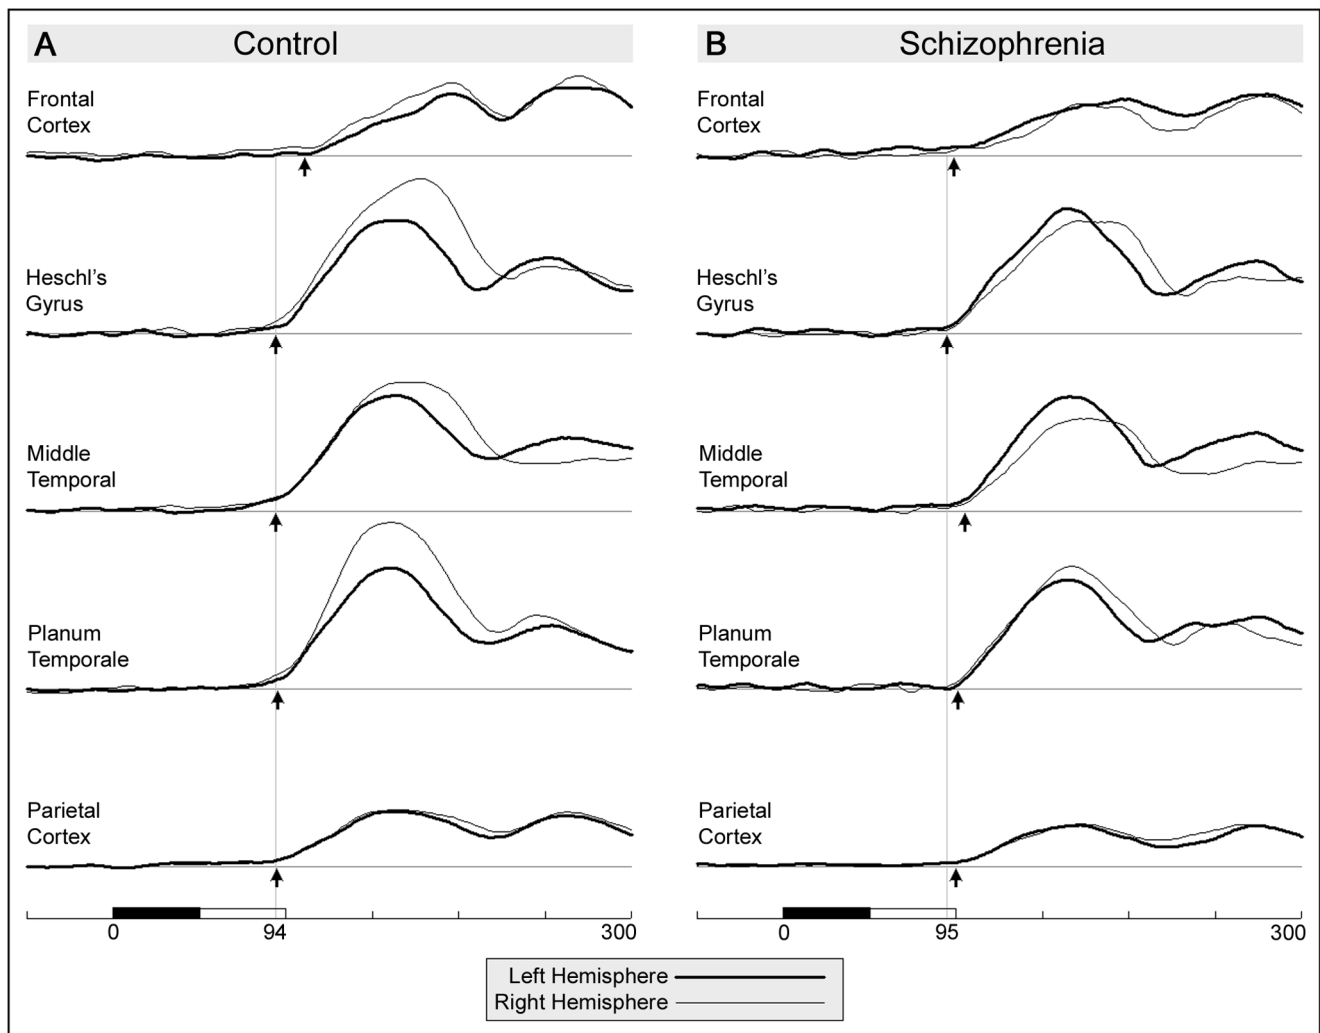 A Control
Frontal
Cortex
Heschl's
Gyrus
Middle
Temporal
Planum
Temporale
Parietal
Cortex
0 94 300
B Schizophrenia
Frontal
Cortex
Heschl's
Gyrus
Middle
Temporal
Planum
Temporale
Parietal
Cortex
0 95 300
Left Hemisphere
Right Hemisphere